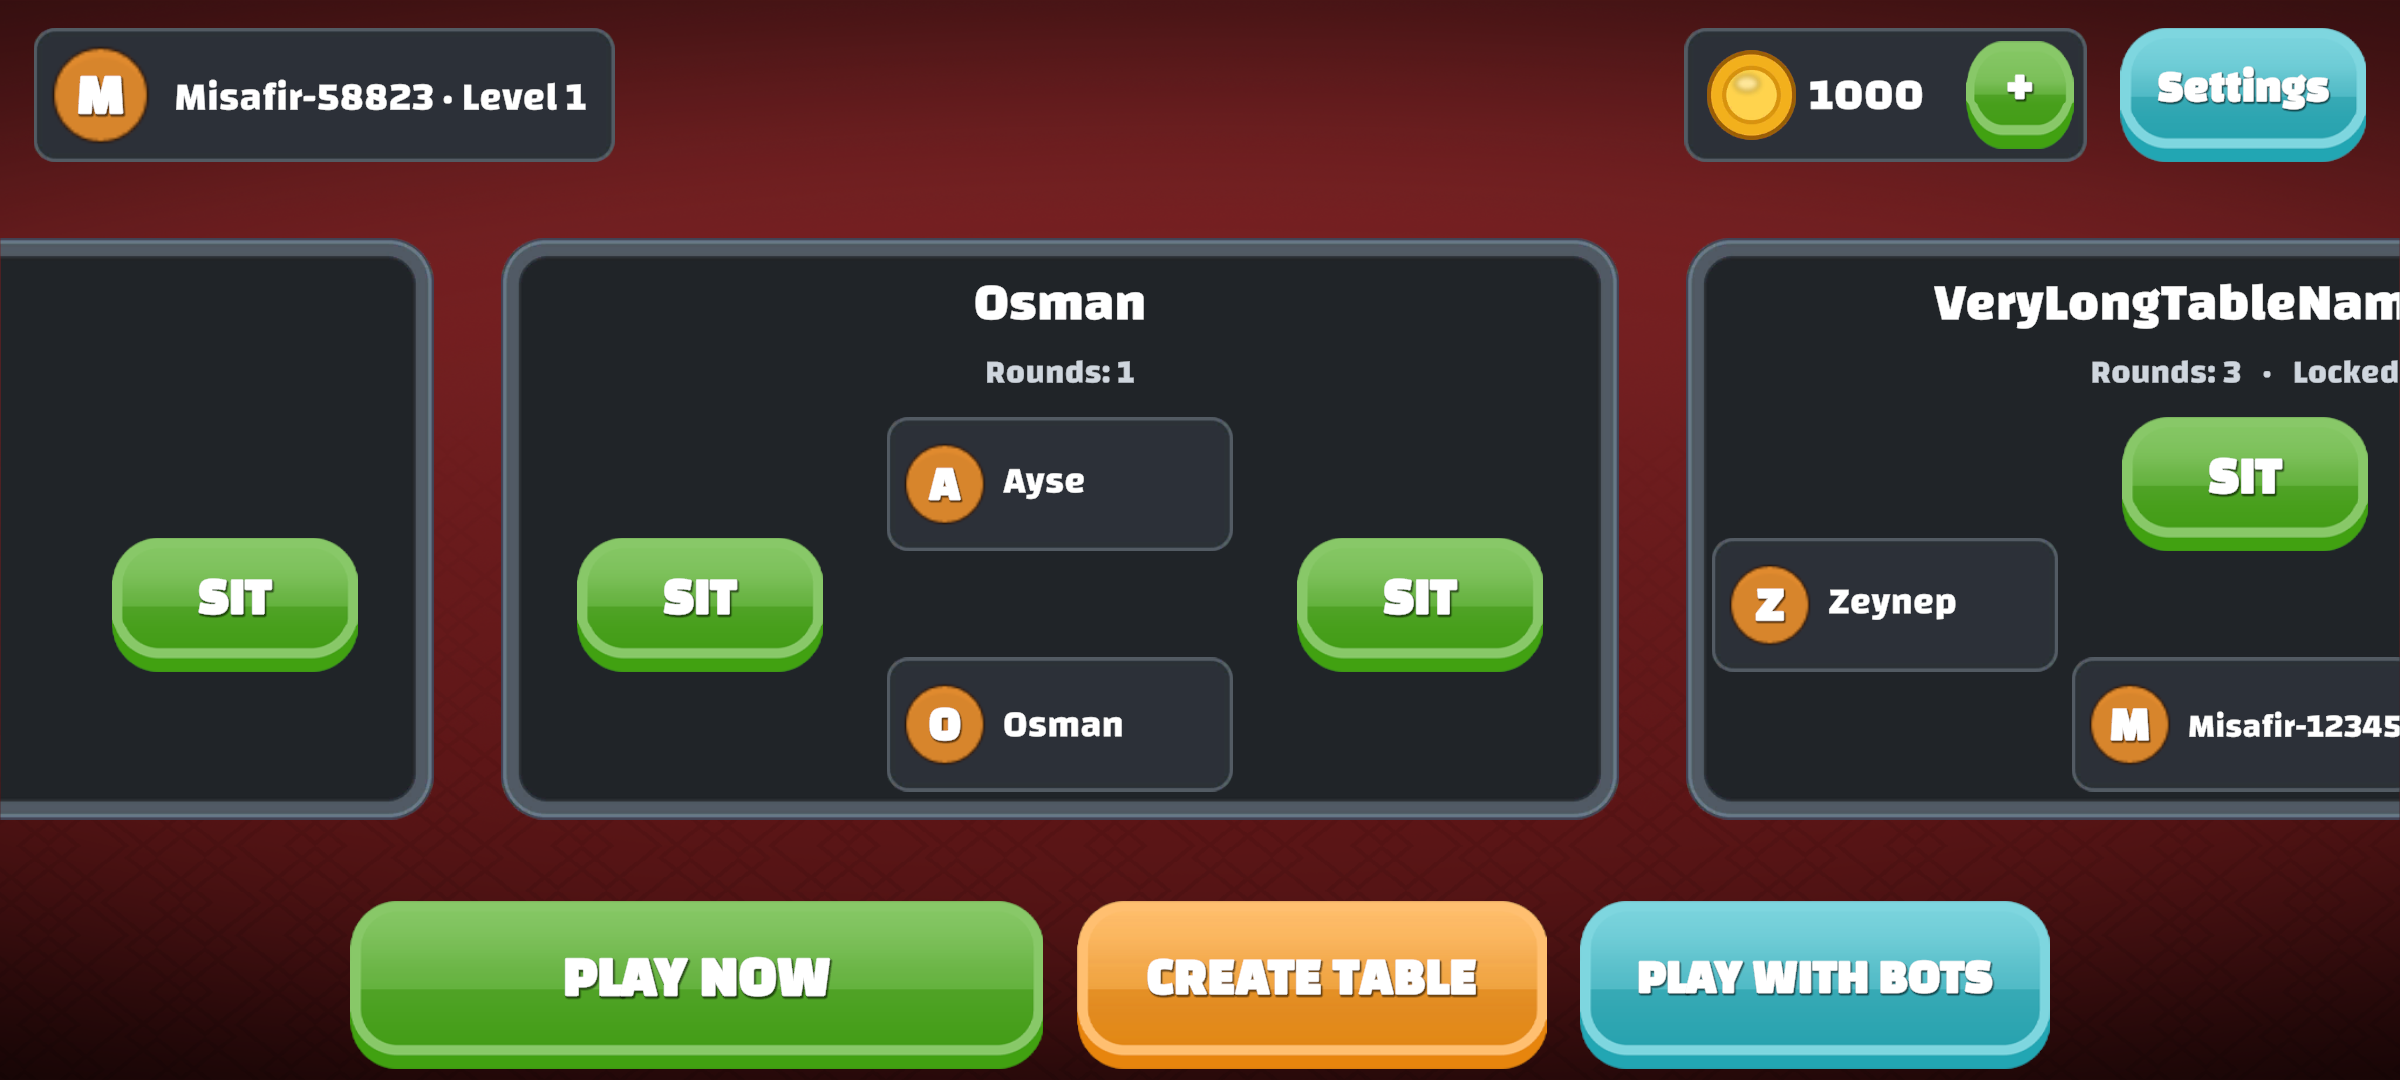 M Misafir-58823 · Level 1
1000 + Settings
SIT
Osman
Rounds: 1
A Ayse
SIT
SIT
O Osman
VeryLongTableNam
Rounds: 3 · Locked
SIT
Z Zeynep
M Misafir-12345
PLAY NOW
CREATE TABLE
PLAY WITH BOTS